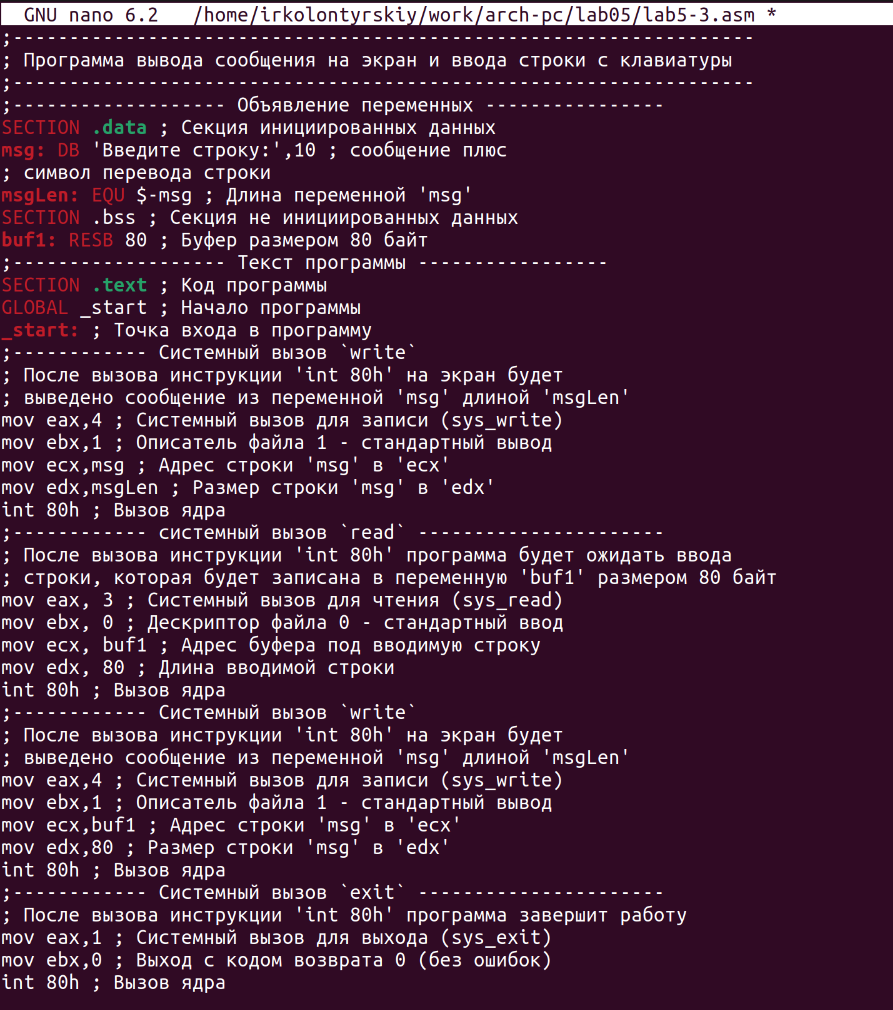 GNU nano 6.2 /home/irkolontyrskiy/work/arch-pc/lab05/lab5-3.asm *
;------------------------------------------------------------------
; Программа вывода сообщения на экран и ввода строки с клавиатуры
;------------------------------------------------------------------
;------------------- Объявление переменных ----------------
SECTION .data ; Секция инициированных данных
msg: DB 'Введите строку:',10 ; сообщение плюс
; символ перевода строки
msgLen: EQU $-msg ; Длина переменной 'msg'
SECTION .bss ; Секция не инициированных данных
buf1: RESB 80 ; Буфер размером 80 байт
;------------------- Текст программы -----------------
SECTION .text ; Код программы
GLOBAL _start ; Начало программы
_start: ; Точка входа в программу
;------------ Системный вызов `write`
; После вызова инструкции 'int 80h' на экран будет
; выведено сообщение из переменной 'msg' длиной 'msgLen'
mov eax,4 ; Системный вызов для записи (sys_write)
mov ebx,1 ; Описатель файла 1 - стандартный вывод
mov ecx,msg ; Адрес строки 'msg' в 'ecx'
mov edx,msgLen ; Размер строки 'msg' в 'edx'
int 80h ; Вызов ядра
;------------ системный вызов `read` ----------------------
; После вызова инструкции 'int 80h' программа будет ожидать ввода
; строки, которая будет записана в переменную 'buf1' размером 80 байт
mov eax, 3 ; Системный вызов для чтения (sys_read)
mov ebx, 0 ; Дескриптор файла 0 - стандартный ввод
mov ecx, buf1 ; Адрес буфера под вводимую строку
mov edx, 80 ; Длина вводимой строки
int 80h ; Вызов ядра
;------------ Системный вызов `write`
; После вызова инструкции 'int 80h' на экран будет
; выведено сообщение из переменной 'msg' длиной 'msgLen'
mov eax,4 ; Системный вызов для записи (sys_write)
mov ebx,1 ; Описатель файла 1 - стандартный вывод
mov ecx,buf1 ; Адрес строки 'msg' в 'ecx'
mov edx,80 ; Размер строки 'msg' в 'edx'
int 80h ; Вызов ядра
;------------ Системный вызов `exit` ----------------------
; После вызова инструкции 'int 80h' программа завершит работу
mov eax,1 ; Системный вызов для выхода (sys_exit)
mov ebx,0 ; Выход с кодом возврата 0 (без ошибок)
int 80h ; Вызов ядра